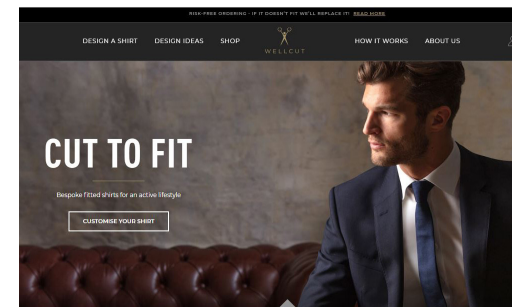 RISK-FREE ORDERING - IF IT DOESN'T FIT WE'LL REPLACE IT! READ MORE
DESIGN A SHIRT DESIGN IDEAS SHOP WELLCUT HOW IT WORKS ABOUT US
CUT TO FIT
Bespoke fitted shirts for an active lifestyle
CUSTOMISE YOUR SHIRT